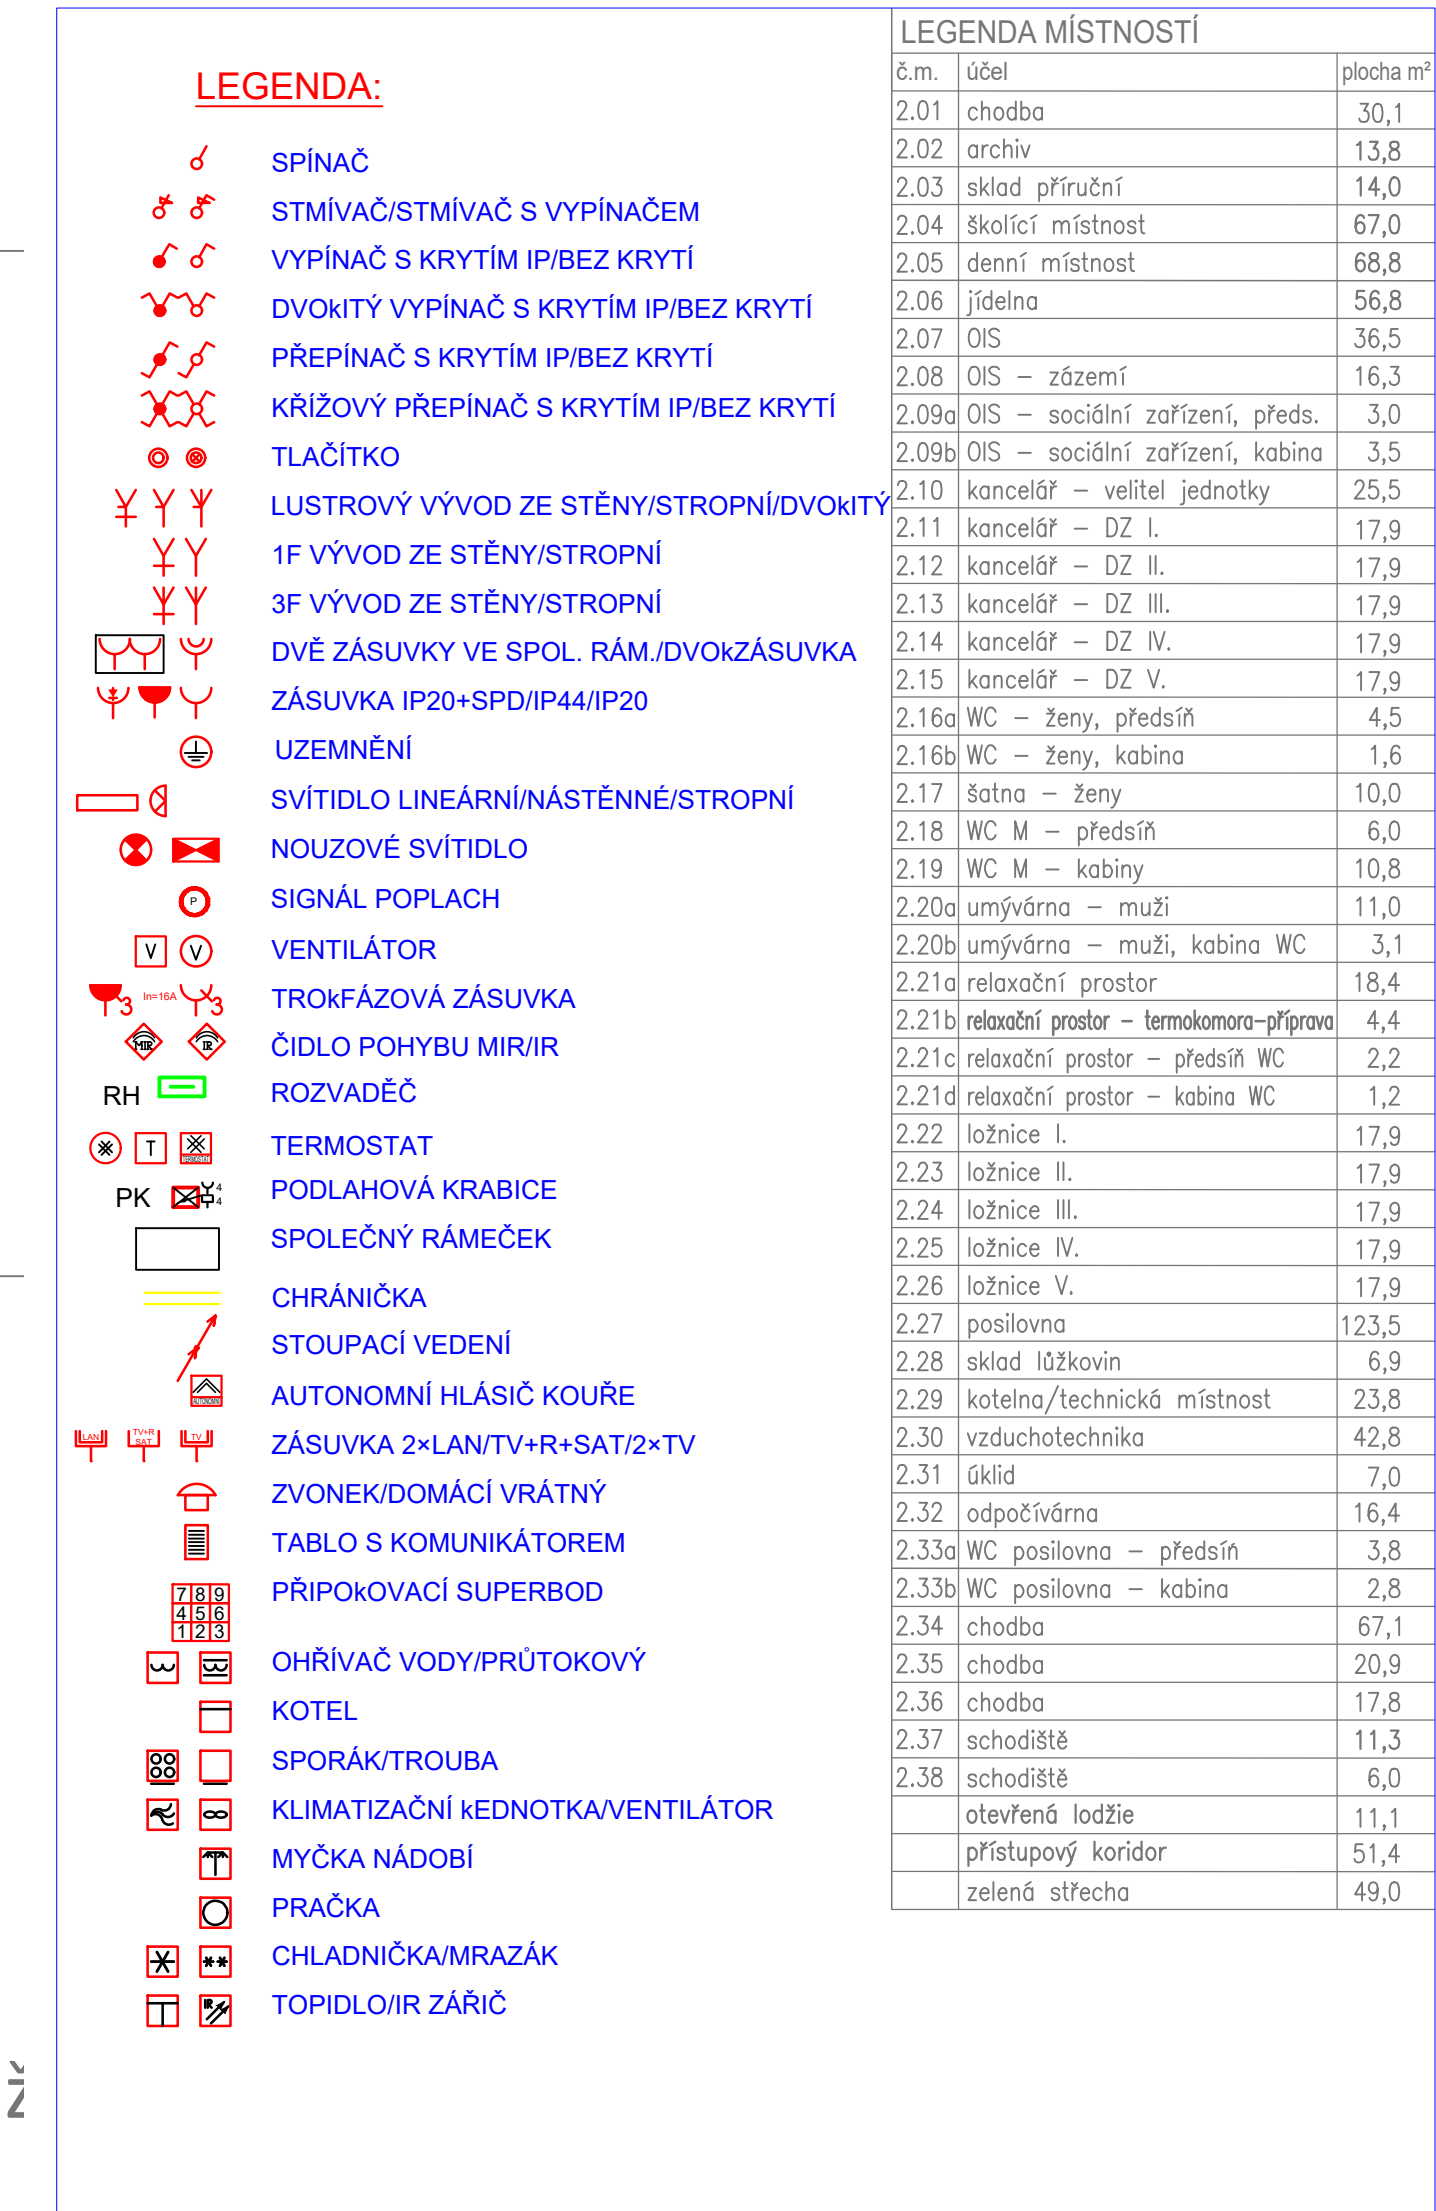 LEGENDA:
SPÍNAČ
STMÍVAČ/STMÍVAČ S VYPÍNAČEM
VYPÍNAČ S KRYTÍM IP/BEZ KRYTÍ
DVOkITÝ VYPÍNAČ S KRYTÍM IP/BEZ KRYTÍ
PŘEPÍNAČ S KRYTÍM IP/BEZ KRYTÍ
KŘÍŽOVÝ PŘEPÍNAČ S KRYTÍM IP/BEZ KRYTÍ
TLAČÍTKO
LUSTROVÝ VÝVOD ZE STĚNY/STROPNÍ/DVOkITÝ
1F VÝVOD ZE STĚNY/STROPNÍ
3F VÝVOD ZE STĚNY/STROPNÍ
DVĚ ZÁSUVKY VE SPOL. RÁM./DVOkZÁSUVKA
ZÁSUVKA IP20+SPD/IP44/IP20
UZEMNĚNÍ
SVÍTIDLO LINEÁRNÍ/NÁSTĚNNÉ/STROPNÍ
NOUZOVÉ SVÍTIDLO
P SIGNÁL POPLACH
V V VENTILÁTOR
3 In=16A 3 TROkFÁZOVÁ ZÁSUVKA
MIR IR ČIDLO POHYBU MIR/IR
RH ROZVADĚČ
T TERMOSTAT TERMOSTAT
PK 4 4 PODLAHOVÁ KRABICE
SPOLEČNÝ RÁMEČEK
CHRÁNIČKA
STOUPACÍ VEDENÍ
AUTONOMNÍ AUTONOMNÍ HLÁSIČ KOUŘE
LAN TV+R SAT TV ZÁSUVKA 2×LAN/TV+R+SAT/2×TV
ZVONEK/DOMÁCÍ VRÁTNÝ
TABLO S KOMUNIKÁTOREM
PŘIPOkOVACÍ SUPERBOD
7 8 9
4 5 6
1 2 3
OHŘÍVAČ VODY/PRŮTOKOVÝ
KOTEL
SPORÁK/TROUBA
KLIMATIZAČNÍ kEDNOTKA/VENTILÁTOR
MYČKA NÁDOBÍ
PRAČKA
CHLADNIČKA/MRAZÁK
IR TOPIDLO/IR ZÁŘIČ
LEGENDA MÍSTNOSTÍ
č.m. účel plocha m²
2.01 chodba 30,1
2.02 archiv 13,8
2.03 sklad příruční 14,0
2.04 školící místnost 67,0
2.05 denní místnost 68,8
2.06 jídelna 56,8
2.07 OIS 36,5
2.08 OIS – zázemí 16,3
2.09a OIS – sociální zařízení, předs. 3,0
2.09b OIS – sociální zařízení, kabina 3,5
2.10 kancelář – velitel jednotky 25,5
2.11 kancelář – DZ I. 17,9
2.12 kancelář – DZ II. 17,9
2.13 kancelář – DZ III. 17,9
2.14 kancelář – DZ IV. 17,9
2.15 kancelář – DZ V. 17,9
2.16a WC – ženy, předsíň 4,5
2.16b WC – ženy, kabina 1,6
2.17 šatna – ženy 10,0
2.18 WC M – předsíň 6,0
2.19 WC M – kabiny 10,8
2.20a umývárna – muži 11,0
2.20b umývárna – muži, kabina WC 3,1
2.21a relaxační prostor 18,4
2.21b relaxační prostor – termokomora–příprava 4,4
2.21c relaxační prostor – předsíň WC 2,2
2.21d relaxační prostor – kabina WC 1,2
2.22 ložnice I. 17,9
2.23 ložnice II. 17,9
2.24 ložnice III. 17,9
2.25 ložnice IV. 17,9
2.26 ložnice V. 17,9
2.27 posilovna 123,5
2.28 sklad lůžkovin 6,9
2.29 kotelna/technická místnost 23,8
2.30 vzduchotechnika 42,8
2.31 úklid 7,0
2.32 odpočívárna 16,4
2.33a WC posilovna – předsíň 3,8
2.33b WC posilovna – kabina 2,8
2.34 chodba 67,1
2.35 chodba 20,9
2.36 chodba 17,8
2.37 schodiště 11,3
2.38 schodiště 6,0
otevřená lodžie 11,1
přístupový koridor 51,4
zelená střecha 49,0